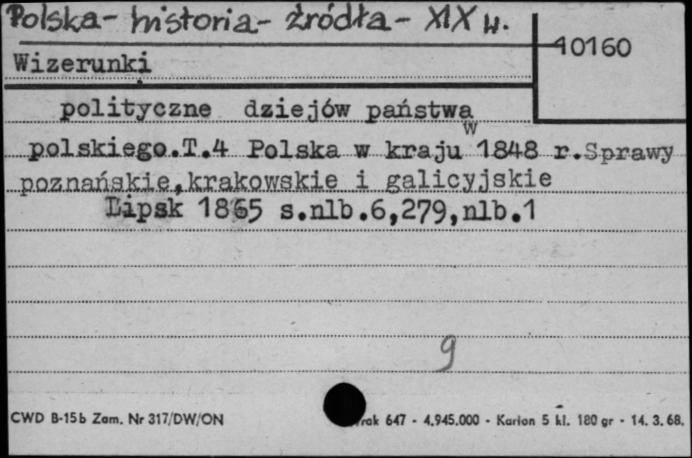 Polska - historia - źródła - XIX w.
10160
Wizerunki
polityczne dziejów państwa
w
polskiego.T.4 Polska w kraju 1848 r.Sprawy
poznańskie,krakowskie i galicyjskie
Lipsk 1865 s.nlb.6,279,nlb.1
9
CWD B-15b Zam. Nr 317/DW/ON
647 - 4.945.000 - Karton 5 kl. 180 gr - 14. 3. 68.